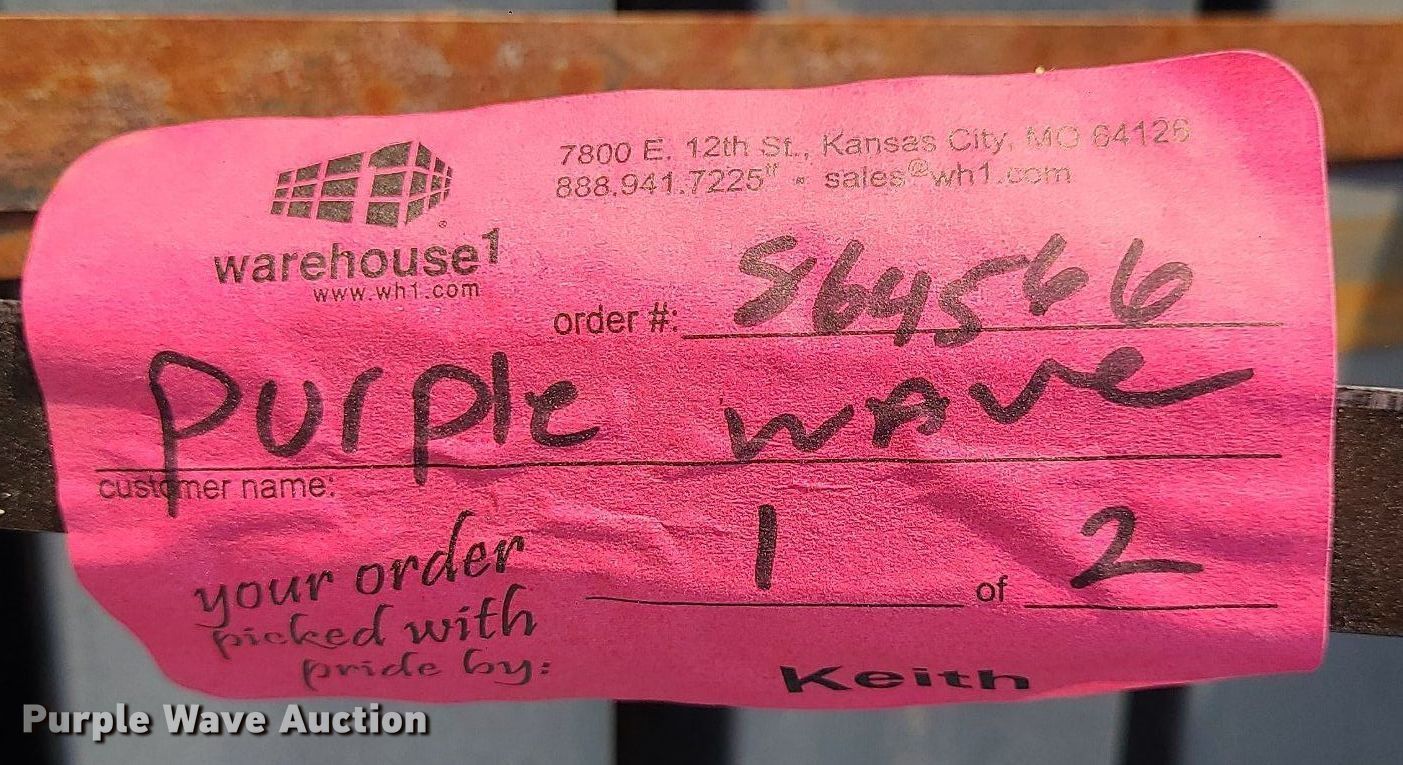 7800 E. 12th St., Kansas City, MO 64126
888.941.7225 • sales@wh1.com
warehouse1
www.wh1.com
order #: 864566
Purple wave
customer name:
your order
picked with
pride by:
1 of 2
Keith
Purple Wave Auction